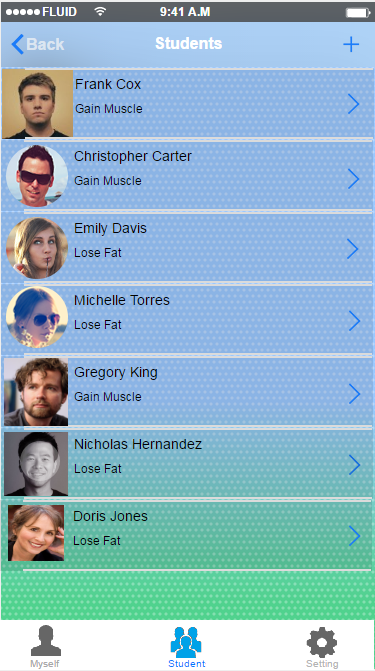 FLUID 9:41 A.M
Back Students +
Frank Cox
Gain Muscle
Christopher Carter
Gain Muscle
Emily Davis
Lose Fat
Michelle Torres
Lose Fat
Gregory King
Gain Muscle
Nicholas Hernandez
Lose Fat
Doris Jones
Lose Fat
Myself Student Setting